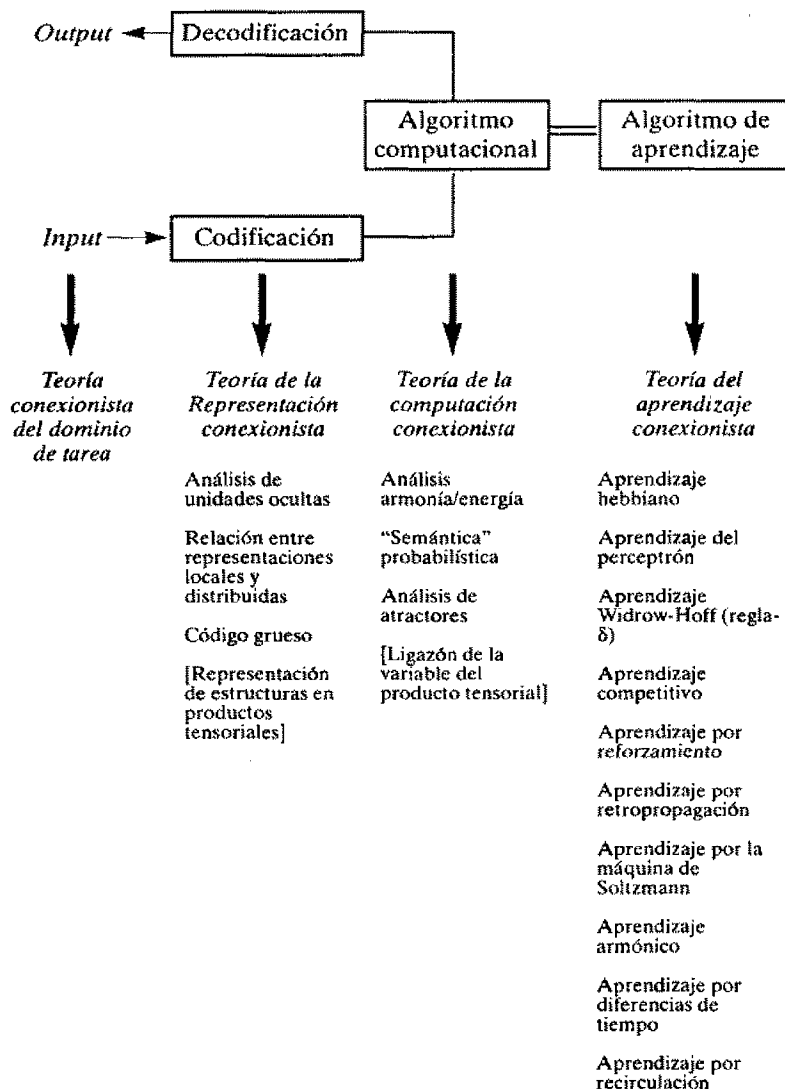 Output
Decodificación
Algoritmo
computacional
Algoritmo de
aprendizaje
Input
Codificación
Teoría
conexionista
del dominio
de tarea
Teoría de la
Representación
conexionista
Análisis de
unidades ocultas
Relación entre
representaciones
locales y
distribuidas
Código grueso
[Representación
de estructuras en
productos
tensoriales]
Teoría de la
computación
conexionista
Análisis
armonía/energía
“Semántica”
probabilística
Análisis de
atractores
[Ligazón de la
variable del
producto tensorial]
Teoría del
aprendizaje
conexionista
Aprendizaje
hebbiano
Aprendizaje del
perceptrón
Aprendizaje
Widrow-Hoff (regla-
δ)
Aprendizaje
competitivo
Aprendizaje por
reforzamiento
Aprendizaje por
retropropagación
Aprendizaje por la
máquina de
Soltzmann
Aprendizaje
armónico
Aprendizaje por
diferencias de
tiempo
Aprendizaje por
recirculación